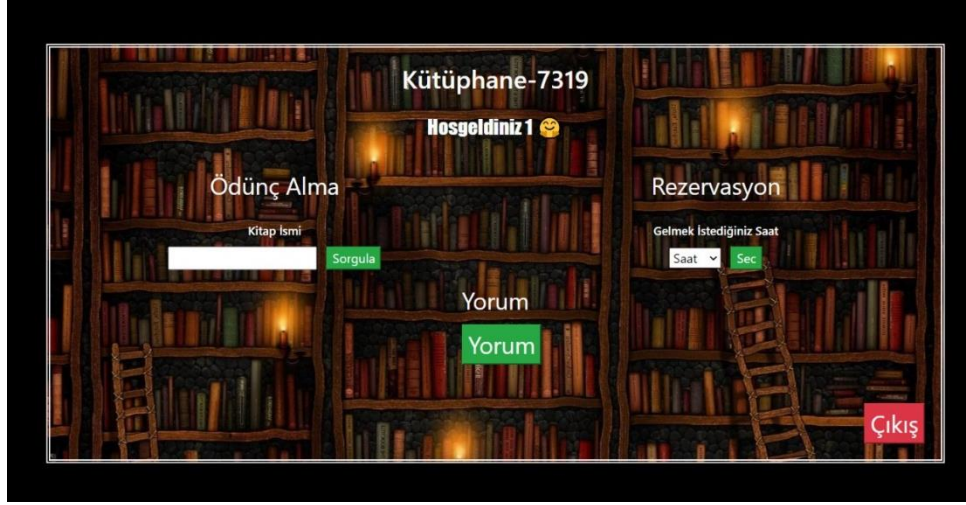 Kütüphane-7319
Hosgeldiniz 1 🤗
Ödünç Alma
Kitap İsmi
Sorgula
Rezervasyon
Gelmek İstediğiniz Saat
Saat
Sec
Yorum
Yorum
Çıkış